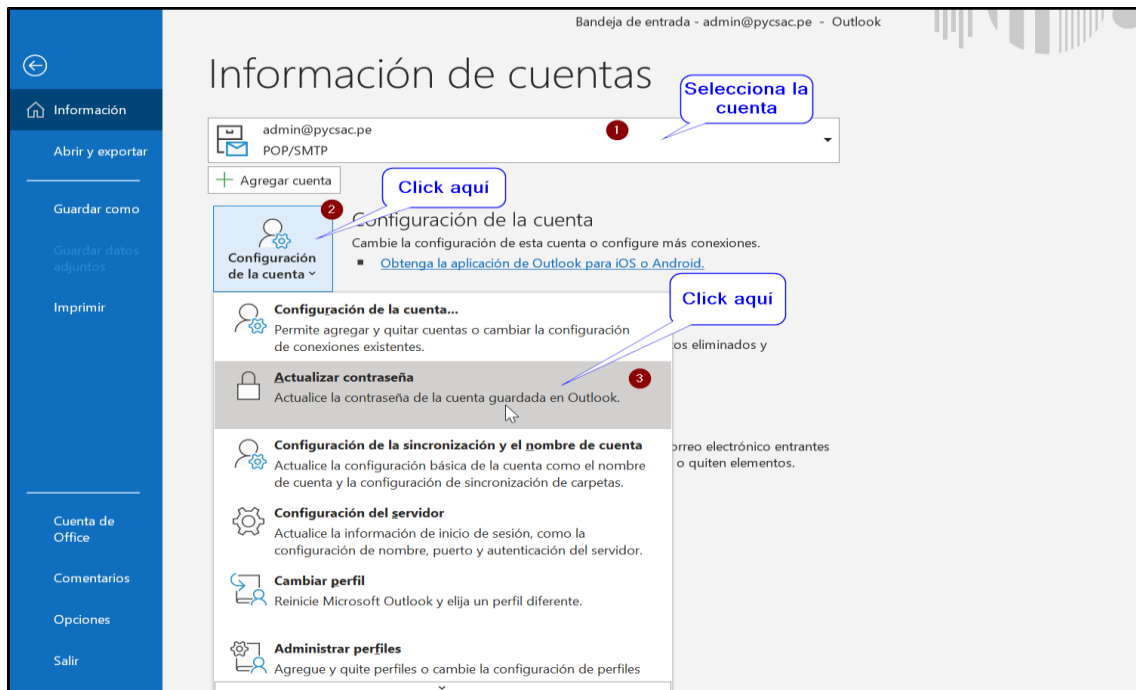 Bandeja de entrada - admin@pycsac.pe - Outlook
Información
Abrir y exportar
Guardar como
Guardar datos
adjuntos
Imprimir
Cuenta de
Office
Comentarios
Opciones
Salir
Información de cuentas
Selecciona la
cuenta
admin@pycsac.pe
1
POP/SMTP
Agregar cuenta
Click aquí
2
Configuración
de la cuenta
Configuración de la cuenta
Cambie la configuración de esta cuenta o configure más conexiones.
Obtenga la aplicación de Outlook para iOS o Android.
Click aquí
Configuración de la cuenta...
Permite agregar y quitar cuentas o cambiar la configuración
de conexiones existentes.
os eliminados y
Actualizar contraseña
3
Actualice la contraseña de la cuenta guardada en Outlook.
Configuración de la sincronización y el nombre de cuenta
Actualice la configuración básica de la cuenta como el nombre
de cuenta y la configuración de sincronización de carpetas.
orreo electrónico entrantes
o quiten elementos.
Configuración del servidor
Actualice la información de inicio de sesión, como la
configuración de nombre, puerto y autenticación del servidor.
Cambiar perfil
Reinicie Microsoft Outlook y elija un perfil diferente.
Administrar perfiles
Agregue y quite perfiles o cambie la configuración de perfiles